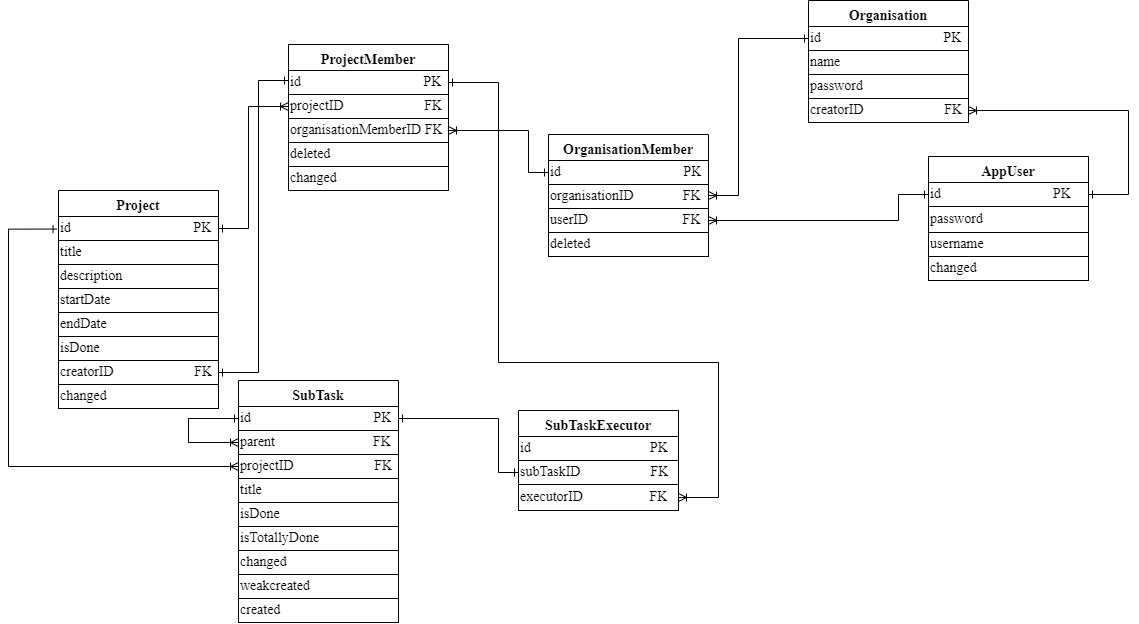 Organisation
id PK
name
password
creatorID FK
ProjectMember
id PK
projectID FK
organisationMemberID FK
deleted
changed
OrganisationMember
id PK
organisationID FK
userID FK
deleted
AppUser
id PK
password
username
changed
Project
id PK
title
description
startDate
endDate
isDone
creatorID FK
changed
SubTask
id PK
parent FK
projectID FK
title
isDone
isTotallyDone
changed
weakcreated
created
SubTaskExecutor
id PK
subTaskID FK
executorID FK